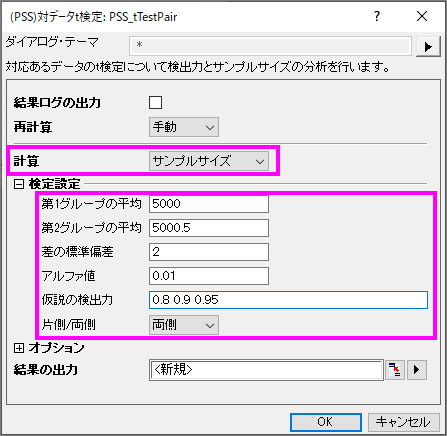 (PSS)対データt検定: PSS_tTestPair
ダイアログ・テーマ *
対応あるデータのt検定について検出力とサンプルサイズの分析を行います。
結果ログの出力
再計算 手動
計算 サンプルサイズ
検定設定
第1グループの平均 5000
第2グループの平均 5000.5
差の標準偏差 2
アルファ値 0.01
仮説の検出力 0.8 0.9 0.95
片側/両側 両側
オプション
結果の出力 <新規>
OK キャンセル